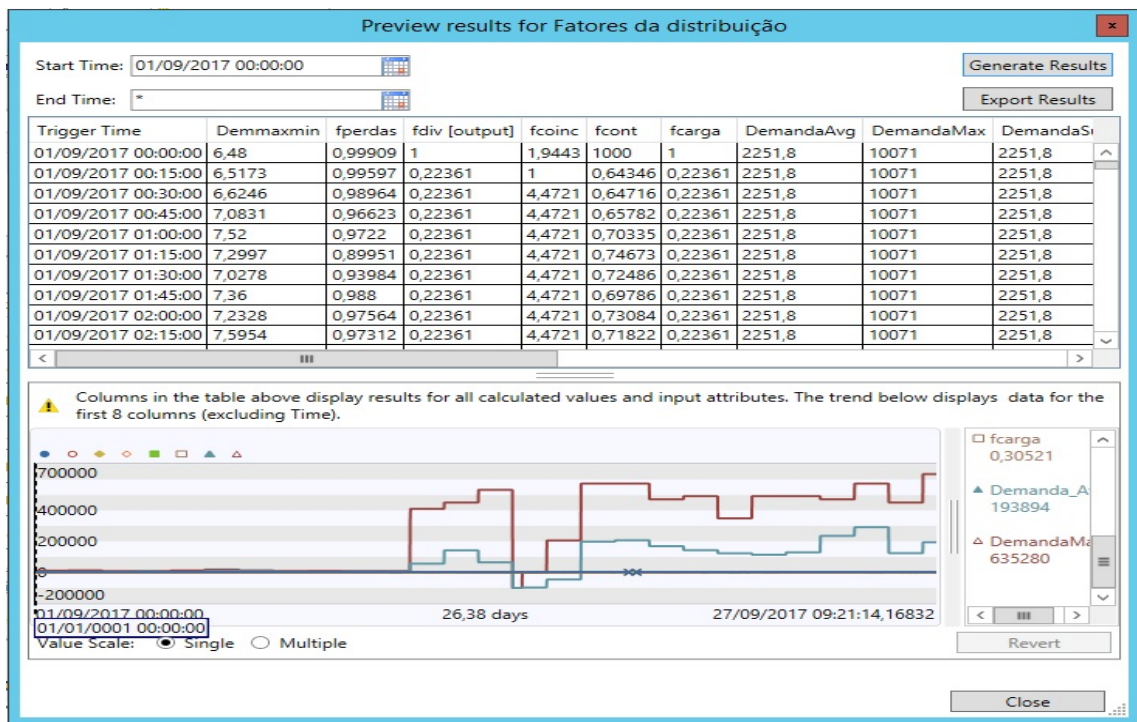 Preview results for Fatores da distribuição
x
Start Time: 01/09/2017 00:00:00
Generate Results
End Time: *
Export Results
Trigger Time Demmaxmin fperdas fdiv [output] fcoinc fcont fcarga DemandaAvg DemandaMax DemandaSu
01/09/2017 00:00:00 6,48 0,99909 1 1,9443 1000 1 2251,8 10071 2251,8
01/09/2017 00:15:00 6,5173 0,99597 0,22361 1 0,64346 0,22361 2251,8 10071 2251,8
01/09/2017 00:30:00 6,6246 0,98964 0,22361 4,4721 0,64716 0,22361 2251,8 10071 2251,8
01/09/2017 00:45:00 7,0831 0,96623 0,22361 4,4721 0,65782 0,22361 2251,8 10071 2251,8
01/09/2017 01:00:00 7,52 0,9722 0,22361 4,4721 0,70335 0,22361 2251,8 10071 2251,8
01/09/2017 01:15:00 7,2997 0,89951 0,22361 4,4721 0,74673 0,22361 2251,8 10071 2251,8
01/09/2017 01:30:00 7,0278 0,93984 0,22361 4,4721 0,72486 0,22361 2251,8 10071 2251,8
01/09/2017 01:45:00 7,36 0,988 0,22361 4,4721 0,69786 0,22361 2251,8 10071 2251,8
01/09/2017 02:00:00 7,2328 0,97564 0,22361 4,4721 0,73084 0,22361 2251,8 10071 2251,8
01/09/2017 02:15:00 7,5954 0,97312 0,22361 4,4721 0,71822 0,22361 2251,8 10071 2251,8
Columns in the table above display results for all calculated values and input attributes. The trend below displays data for the
first 8 columns (excluding Time).
700000
400000
200000
0
-200000
01/09/2017 00:00:00 26,38 days 27/09/2017 09:21:14,16832
01/01/0001 00:00:00
fcarga
0,30521
Demanda_A
193894
DemandaMa
635280
Value Scale: Single Multiple
Revert
Close